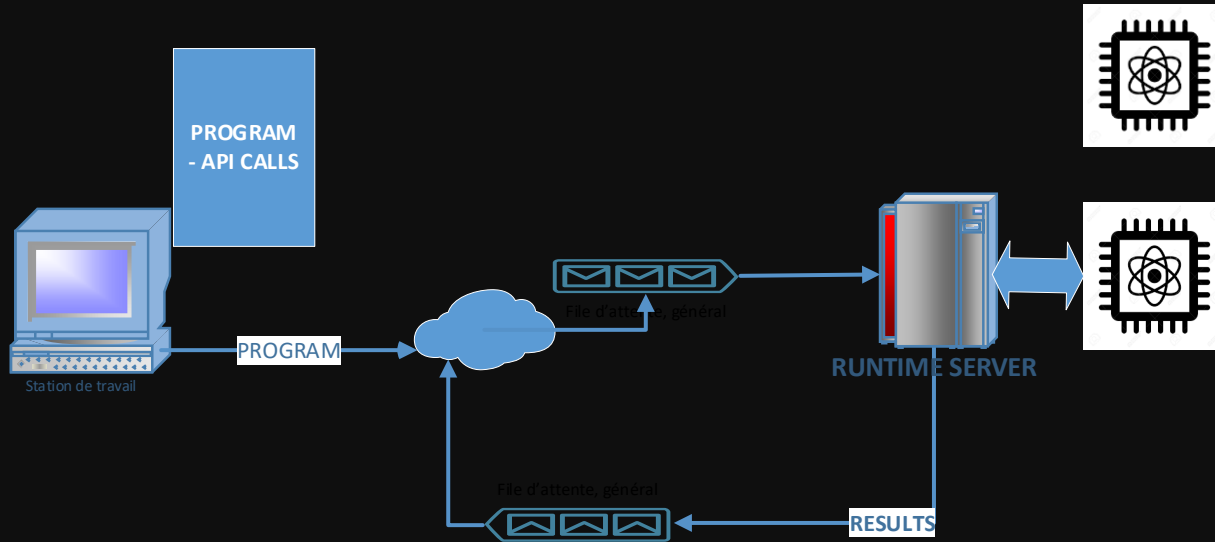 PROGRAM
- API CALLS
File d'attente, général
PROGRAM
RUNTIME SERVER
Station de travail
File d'attente, général
RESULTS